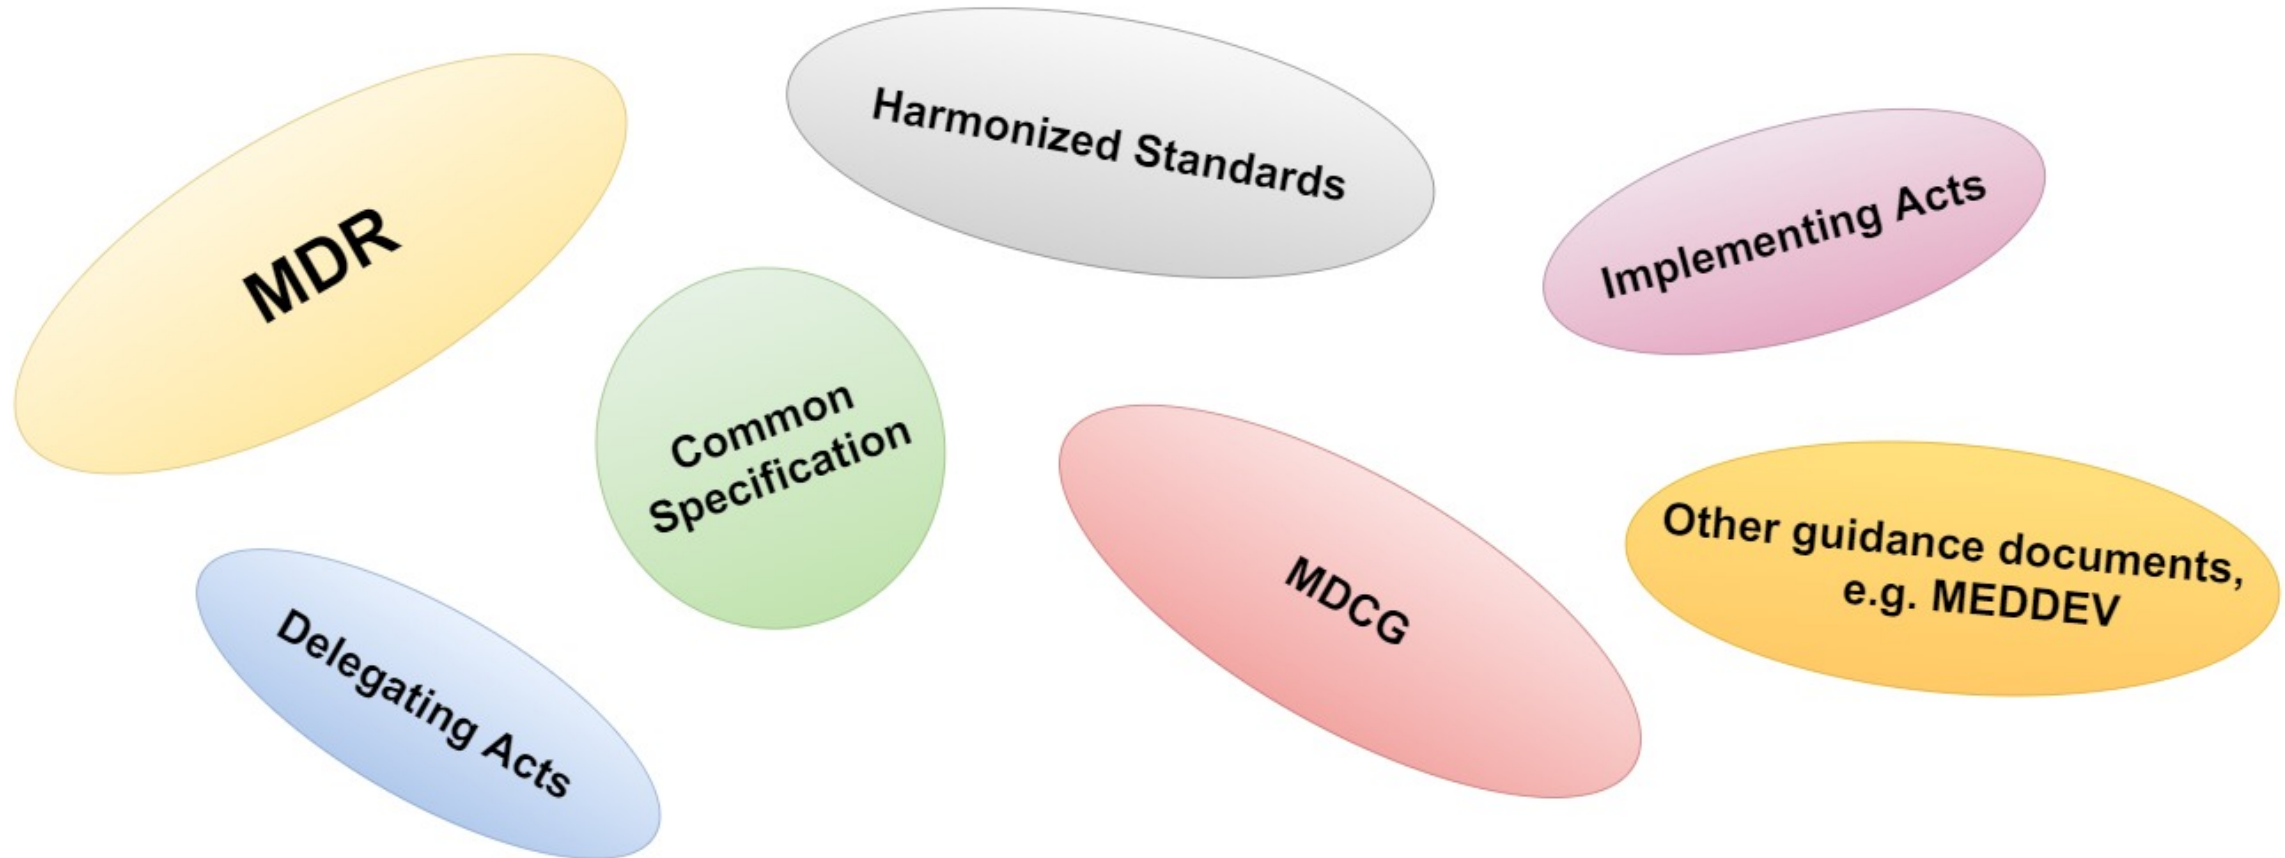 MDR
Harmonized Standards
Implementing Acts
Common
Specification
MDCG
Other guidance documents,
e.g. MEDDEV
Delegating Acts